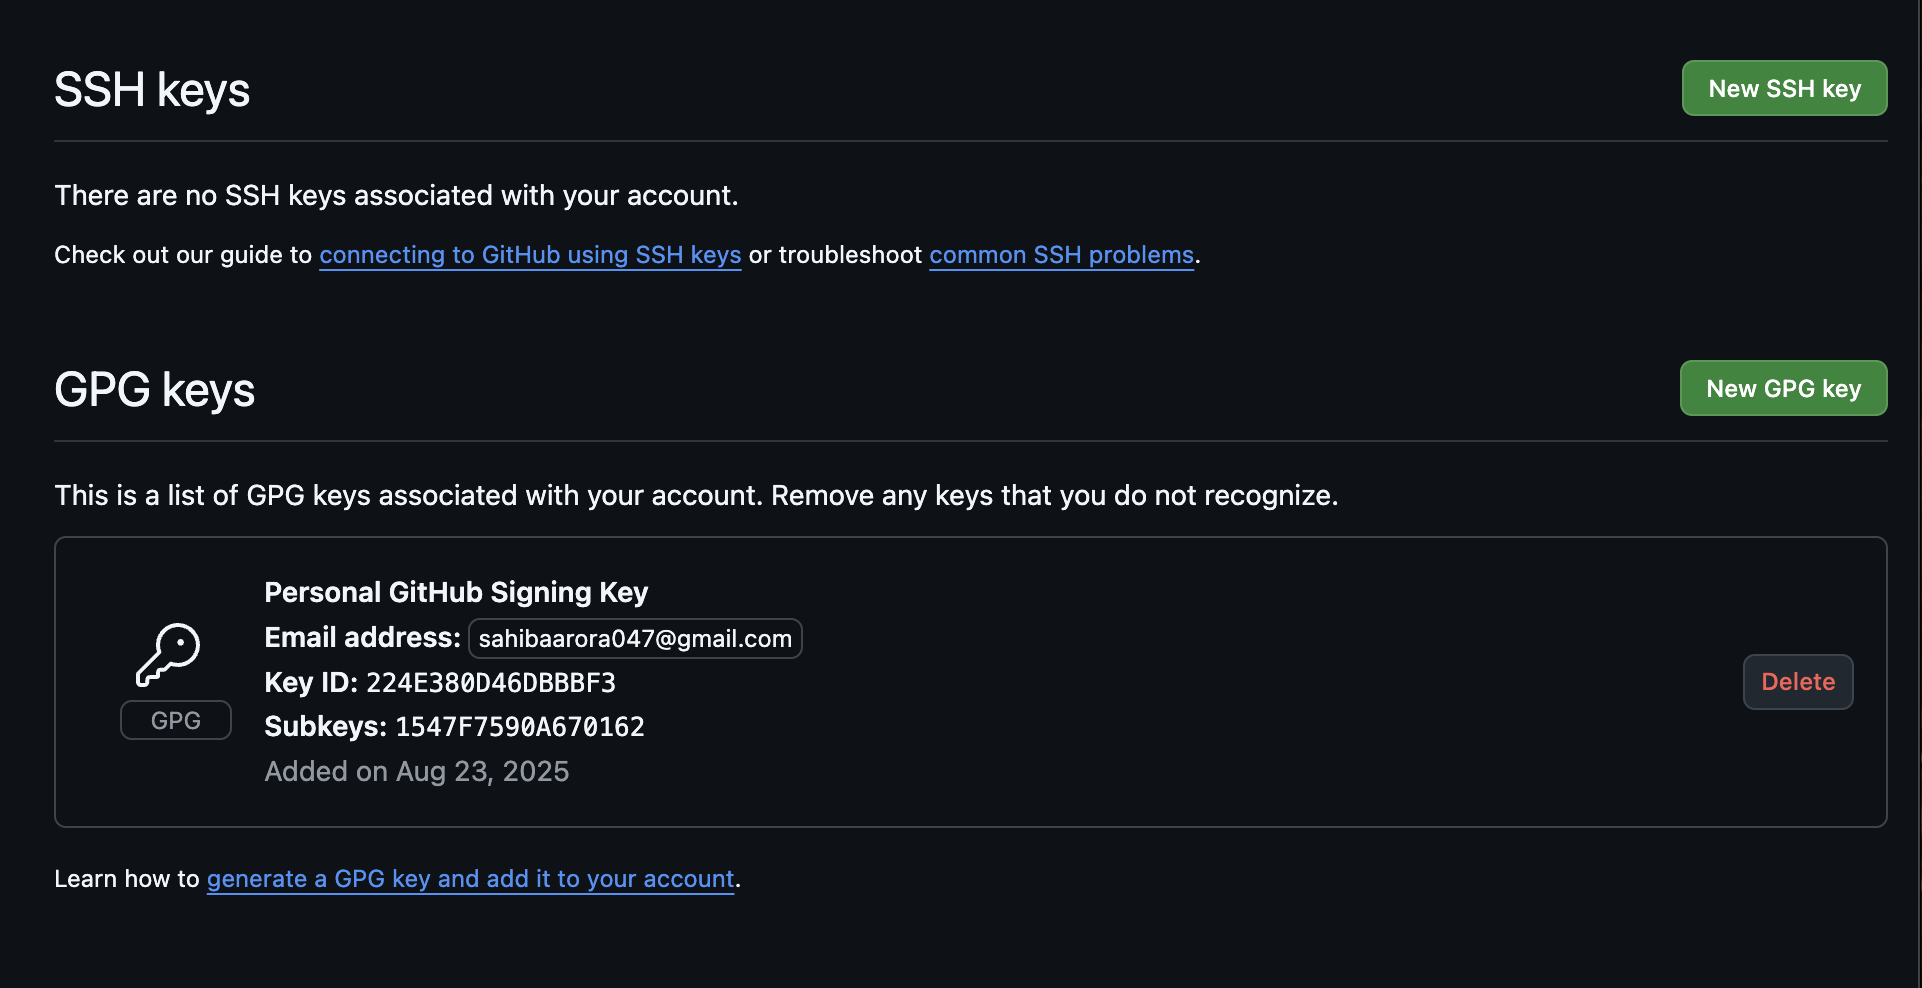 SSH keys
New SSH key
There are no SSH keys associated with your account.
Check out our guide to connecting to GitHub using SSH keys or troubleshoot common SSH problems.
GPG keys
New GPG key
This is a list of GPG keys associated with your account. Remove any keys that you do not recognize.
Personal GitHub Signing Key
Email address: sahibaarora047@gmail.com
Key ID: 224E380D46DBBBF3
GPG
Subkeys: 1547F7590A670162
Added on Aug 23, 2025
Delete
Learn how to generate a GPG key and add it to your account.